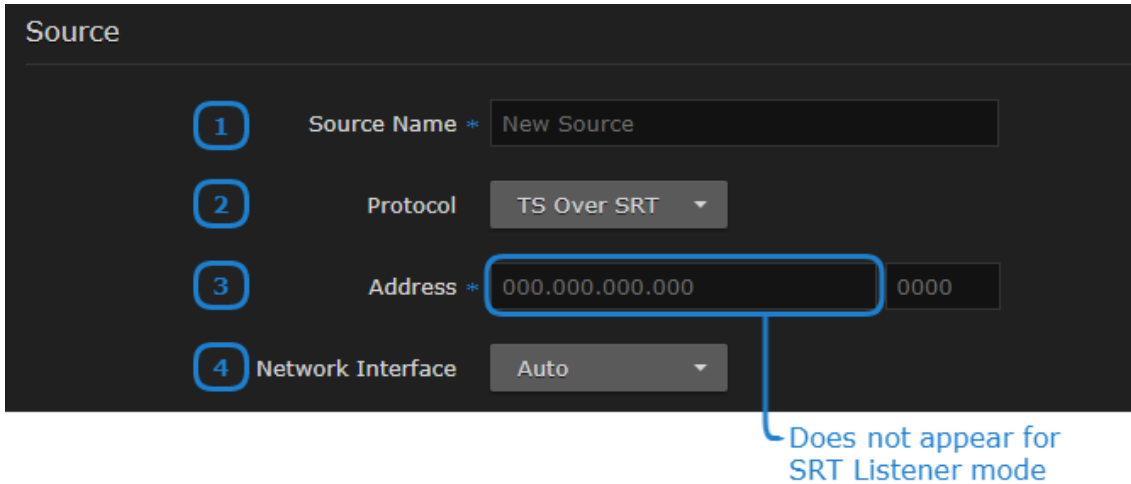 Source
1 Source Name * New Source
2 Protocol TS Over SRT
3 Address * 000.000.000.000 0000
4 Network Interface Auto
Does not appear for
SRT Listener mode